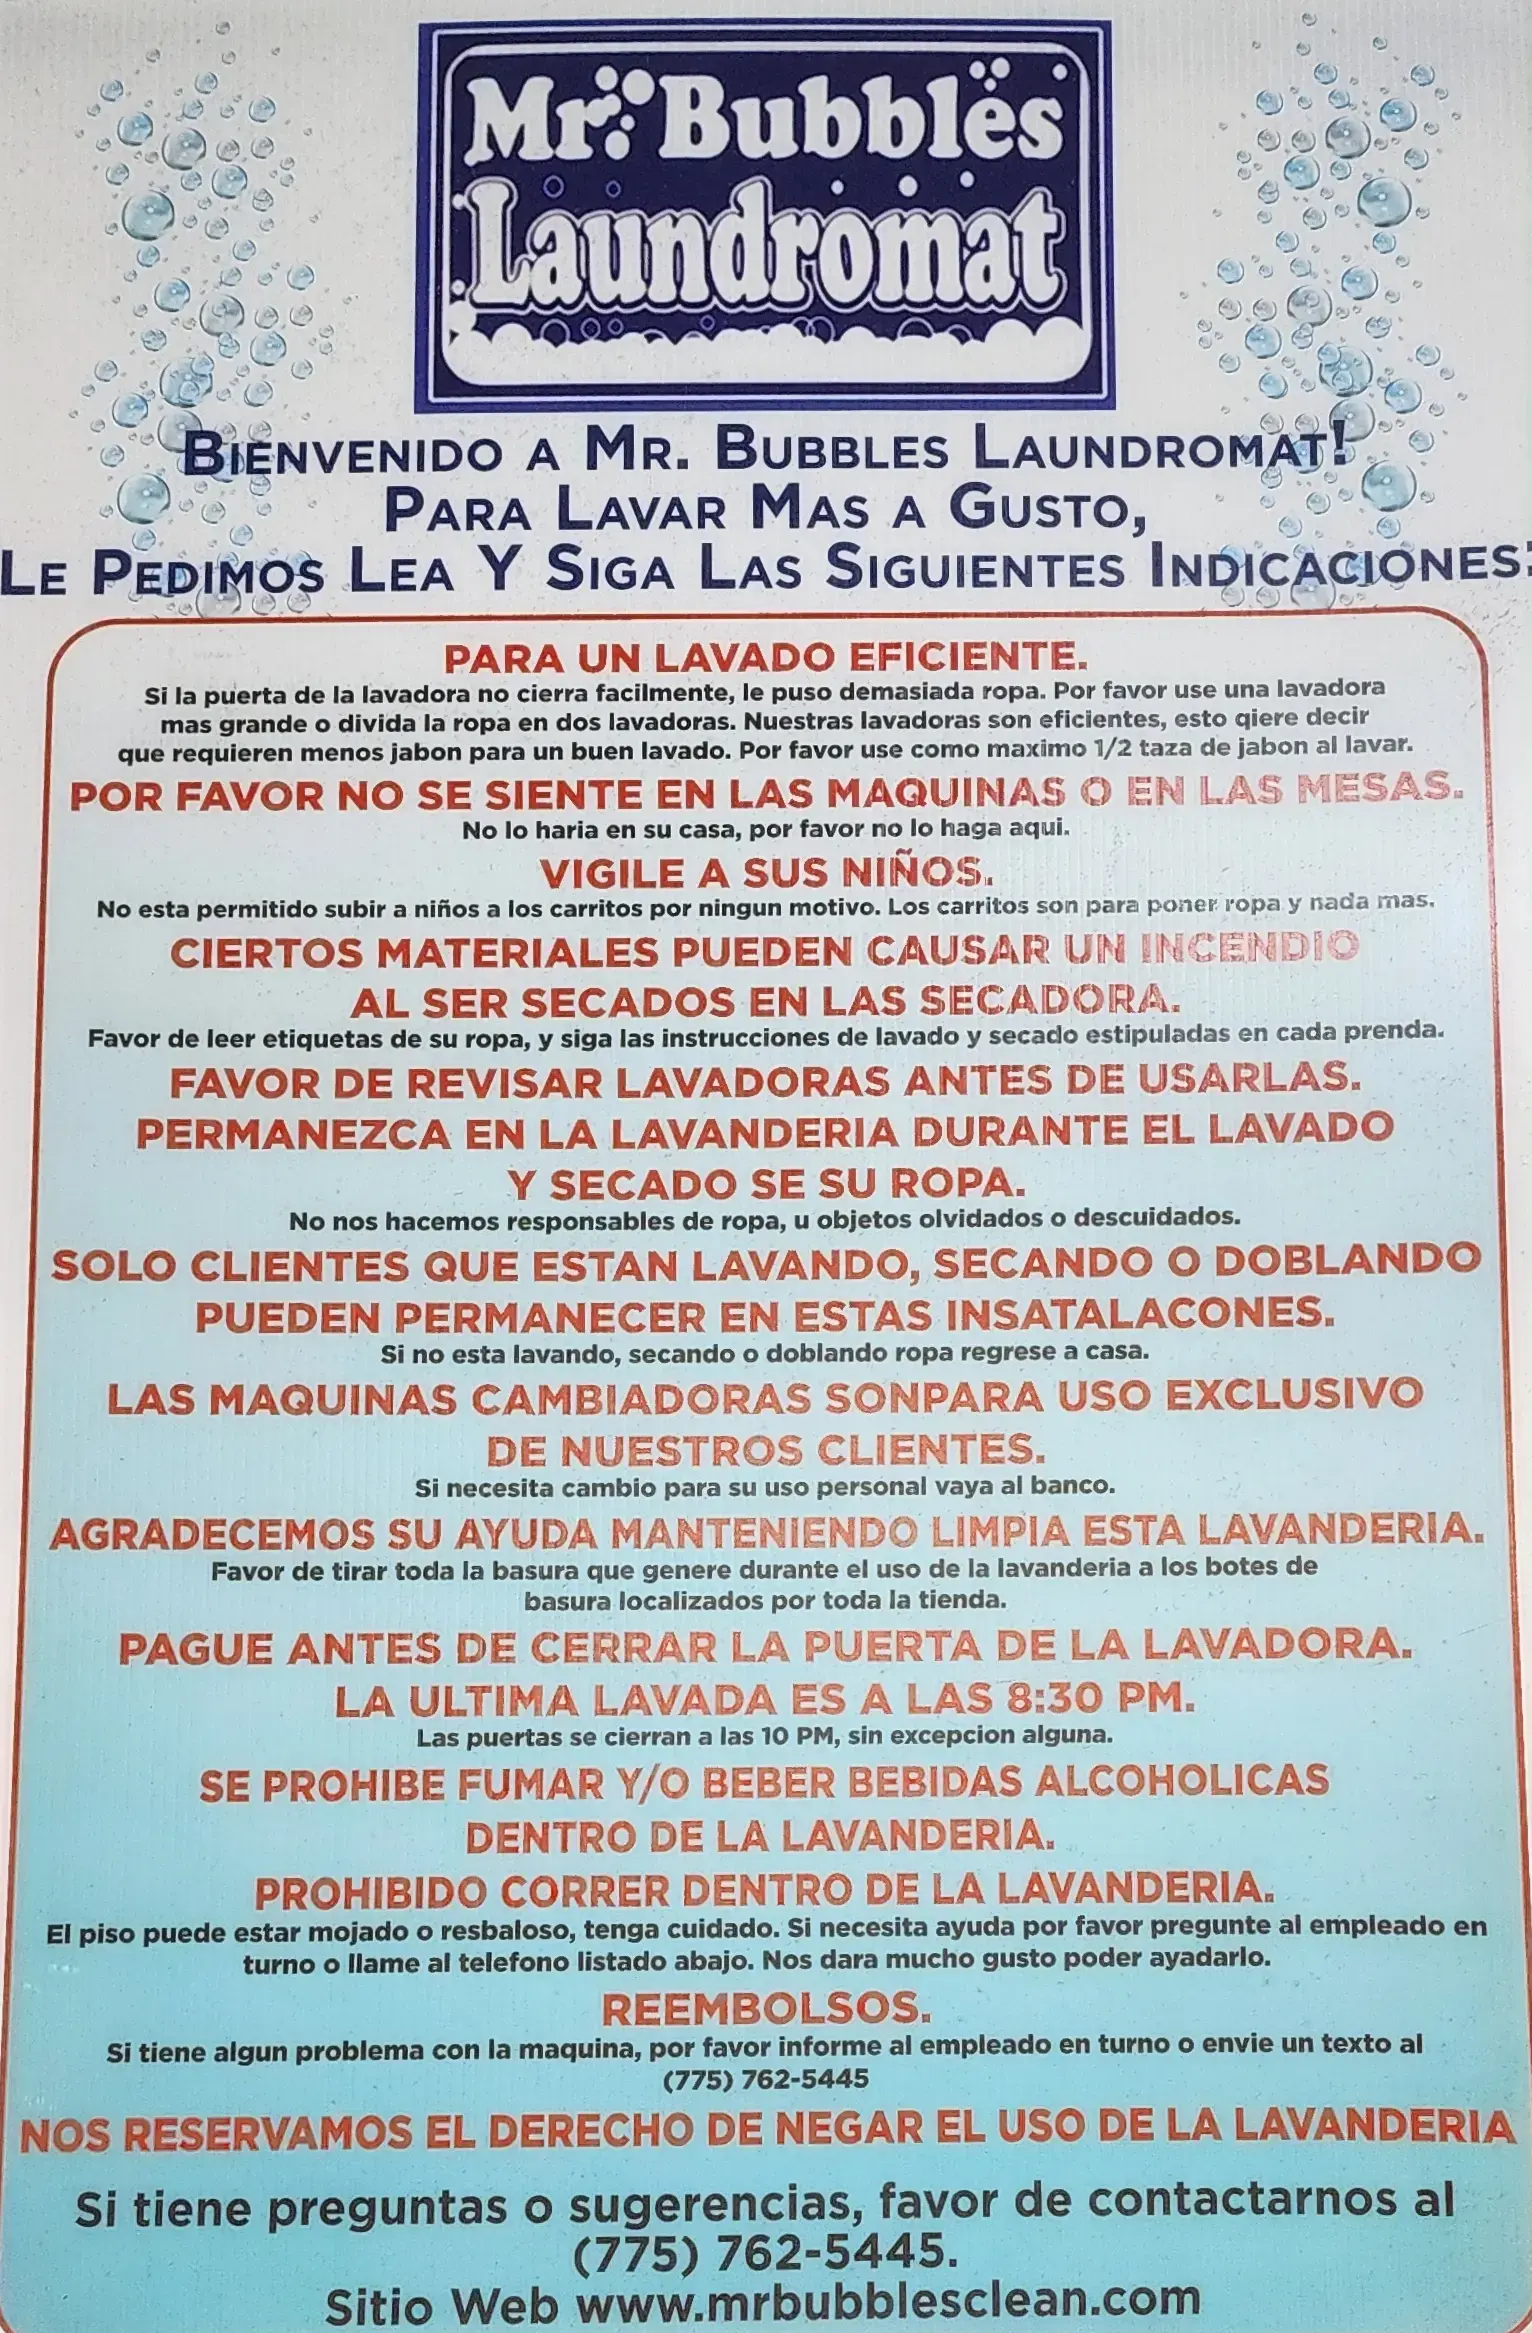 Mr. Bubbles
Laundromat
BIENVENIDO A MR. BUBBLES LAUNDROMAT!
PARA LAVAR MAS A GUSTO,
LE PEDIMOS LEA Y SIGA LAS SIGUIENTES INDICACIONES:
PARA UN LAVADO EFICIENTE.
Si la puerta de la lavadora no cierra facilmente, le puso demasiada ropa. Por favor use una lavadora
mas grande o divida la ropa en dos lavadoras. Nuestras lavadoras son eficientes, esto qiere decir
que requieren menos jabon para un buen lavado. Por favor use como maximo 1/2 taza de jabon al lavar.
POR FAVOR NO SE SIENTE EN LAS MAQUINAS O EN LAS MESAS.
No lo haria en su casa, por favor no lo haga aqui.
VIGILE A SUS NIÑOS.
No esta permitido subir a niños a los carritos por ningun motivo. Los carritos son para poner ropa y nada mas.
CIERTOS MATERIALES PUEDEN CAUSAR UN INCENDIO
AL SER SECADOS EN LAS SECADORA.
Favor de leer etiquetas de su ropa, y siga las instrucciones de lavado y secado estipuladas en cada prenda.
FAVOR DE REVISAR LAVADORAS ANTES DE USARLAS.
PERMANEZCA EN LA LAVANDERIA DURANTE EL LAVADO
Y SECADO SE SU ROPA.
No nos hacemos responsables de ropa, u objetos olvidados o descuidados.
SOLO CLIENTES QUE ESTAN LAVANDO, SECANDO O DOBLANDO
PUEDEN PERMANECER EN ESTAS INSATALACONES.
Si no esta lavando, secando o doblando ropa regrese a casa.
LAS MAQUINAS CAMBIADORAS SONPARA USO EXCLUSIVO
DE NUESTROS CLIENTES.
Si necesita cambio para su uso personal vaya al banco.
AGRADECEMOS SU AYUDA MANTENIENDO LIMPIA ESTA LAVANDERIA.
Favor de tirar toda la basura que genere durante el uso de la lavanderia a los botes de
basura localizados por toda la tienda.
PAGUE ANTES DE CERRAR LA PUERTA DE LA LAVADORA.
LA ULTIMA LAVADA ES A LAS 8:30 PM.
Las puertas se cierran a las 10 PM, sin excepcion alguna.
SE PROHIBE FUMAR Y/O BEBER BEBIDAS ALCOHOLICAS
DENTRO DE LA LAVANDERIA.
PROHIBIDO CORRER DENTRO DE LA LAVANDERIA.
El piso puede estar mojado o resbaloso, tenga cuidado. Si necesita ayuda por favor pregunte al empleado en
turno o llame al telefono listado abajo. Nos dara mucho gusto poder ayadarlo.
REEMBOLSOS.
Si tiene algun problema con la maquina, por favor informe al empleado en turno o envie un texto al
(775) 762-5445
NOS RESERVAMOS EL DERECHO DE NEGAR EL USO DE LA LAVANDERIA
Si tiene preguntas o sugerencias, favor de contactarnos al
(775) 762-5445.
Sitio Web www.mrbubblesclean.com